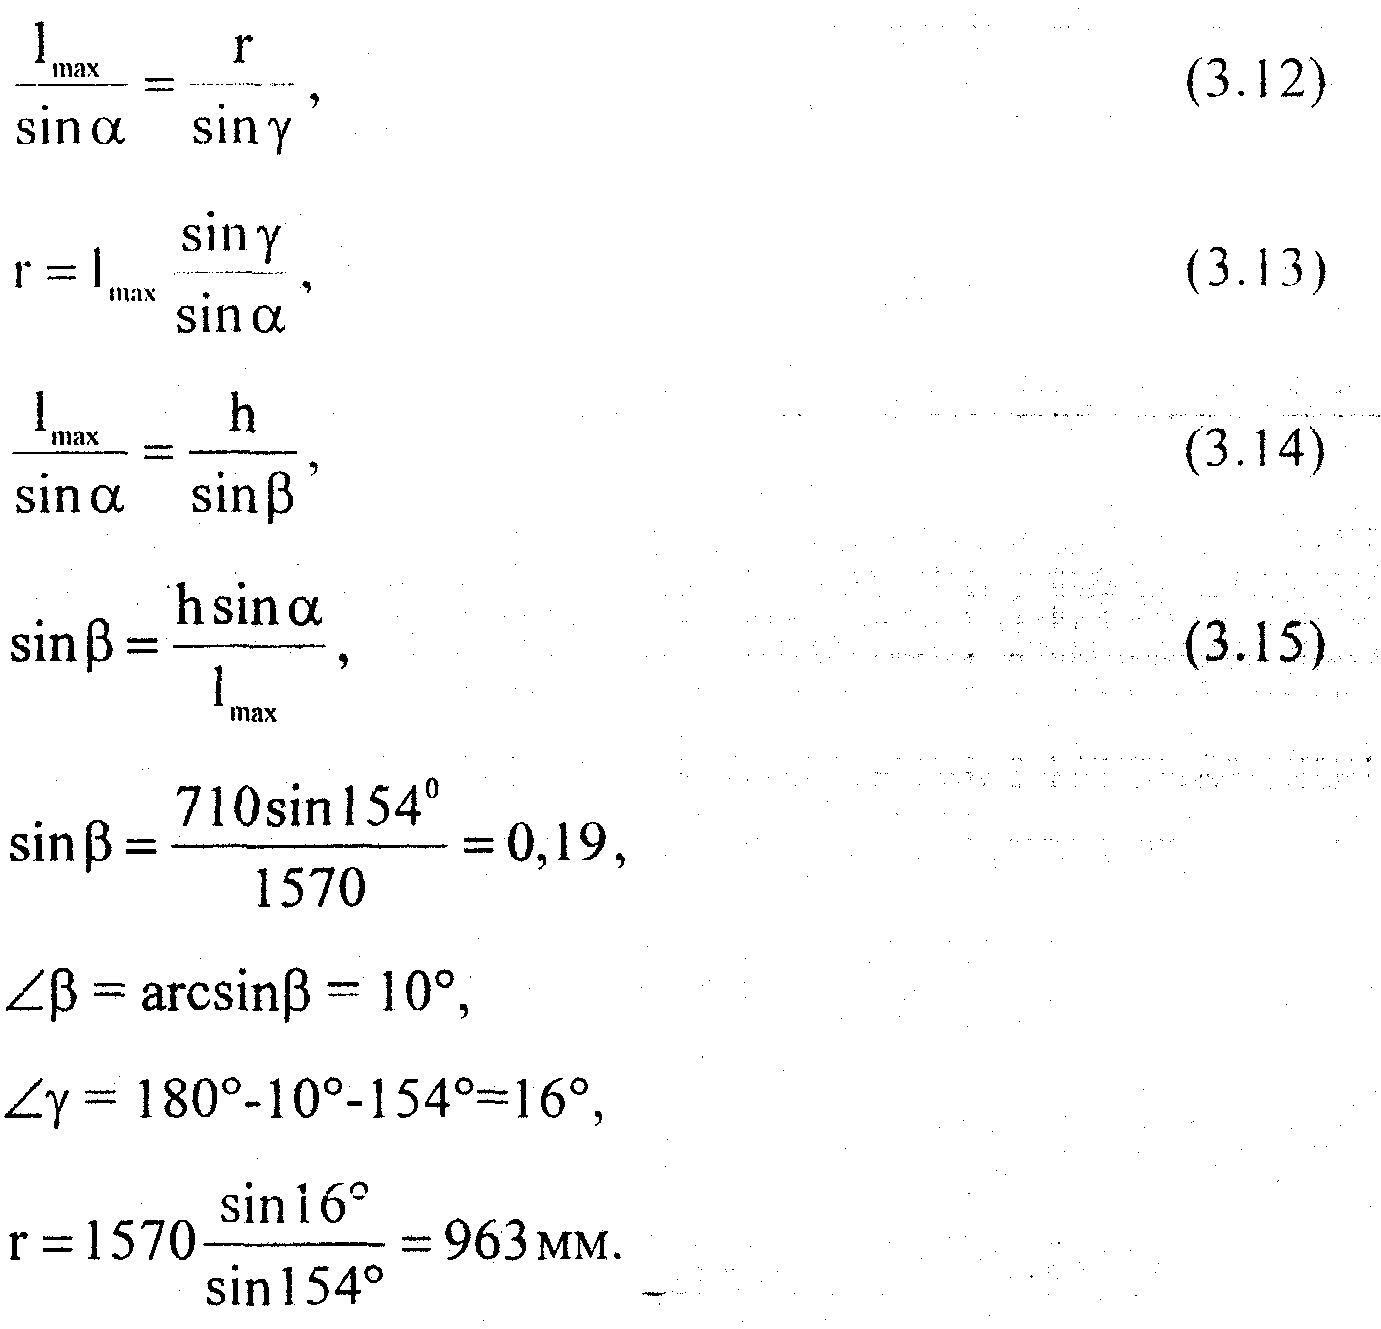 l_max / sin α = r / sin γ, (3.12)
r = l_max sin γ / sin α, (3.13)
l_max / sin α = h / sin β, (3.14)
sin β = h sin α / l_max, (3.15)
sin β = 710 sin 154⁰ / 1570 = 0,19,
∠β = arcsinβ = 10°,
∠γ = 180°-10°-154°=16°,
r = 1570 sin 16° / sin 154° = 963 мм.